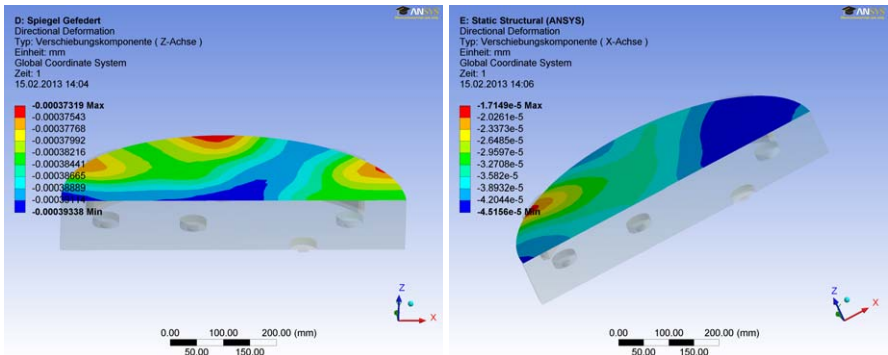 D: Spiegel Gefedert
Directional Deformation
Typ: Verschiebungskomponente ( Z-Achse )
Einheit: mm
Global Coordinate System
Zeit: 1
15.02.2013 14:04
-0.00037319 Max
-0.00037543
-0.00037768
-0.00037992
-0.00038216
-0.00038441
-0.00038665
-0.00038889
-0.00039114
-0.00039338 Min
ANSYS
Z
X
0.00 100.00 200.00 (mm)
50.00 150.00
E: Static Structural (ANSYS)
Directional Deformation
Typ: Verschiebungskomponente ( X-Achse )
Einheit: mm
Global Coordinate System
Zeit: 1
15.02.2013 14:06
-1.7149e-5 Max
-2.0261e-5
-2.3373e-5
-2.6485e-5
-2.9597e-5
-3.2708e-5
-3.582e-5
-3.8932e-5
-4.2044e-5
-4.5156e-5 Min
ANSYS
Z
X
0.00 100.00 200.00 (mm)
50.00 150.00